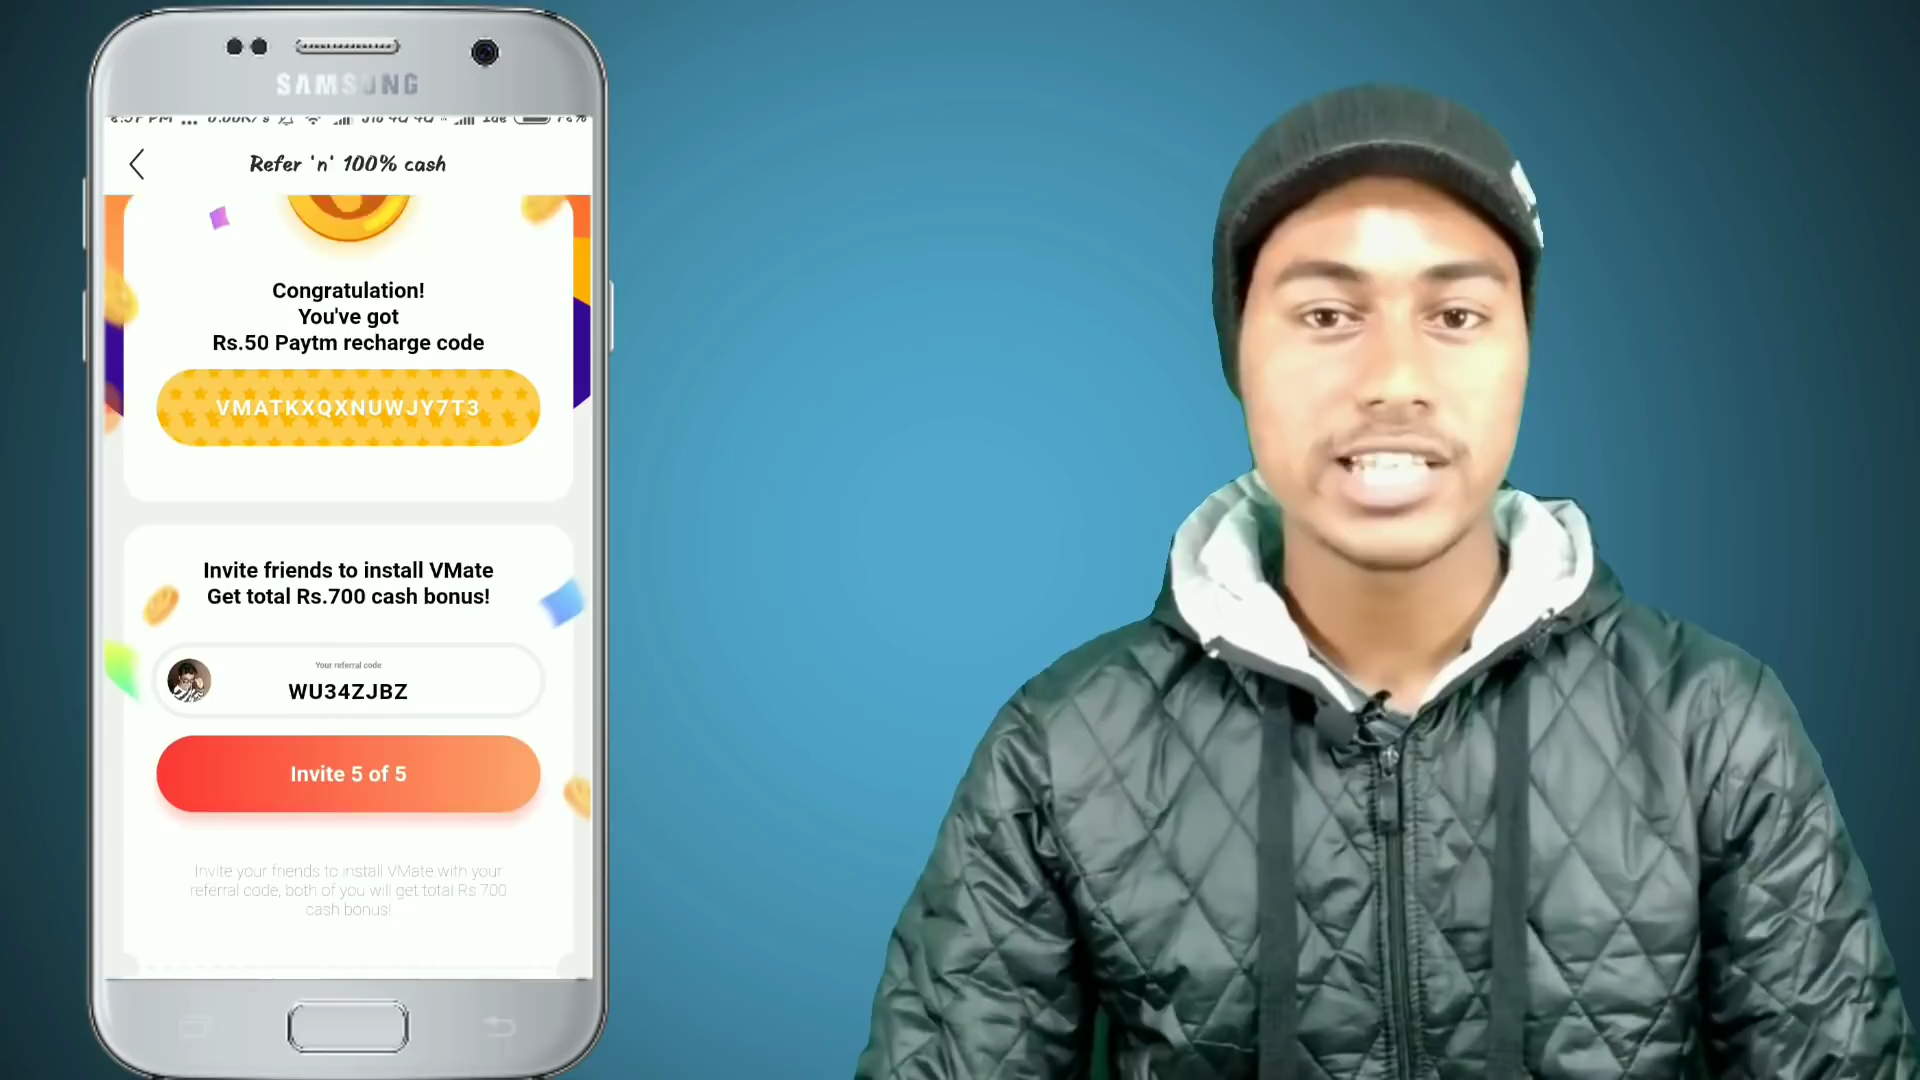 SAMSUNG
Refer 'n' 100% cash
Congratulation!
You've got
Rs.50 Paytm recharge code
VMATKXQXNUWJY7T3
Invite friends to install VMate
Get total Rs.700 cash bonus!
Your referral code
WU34ZJBZ
Invite 5 of 5
Invite your friends to install VMate with your
referral code, both of you will get total Rs 700
cash bonus!